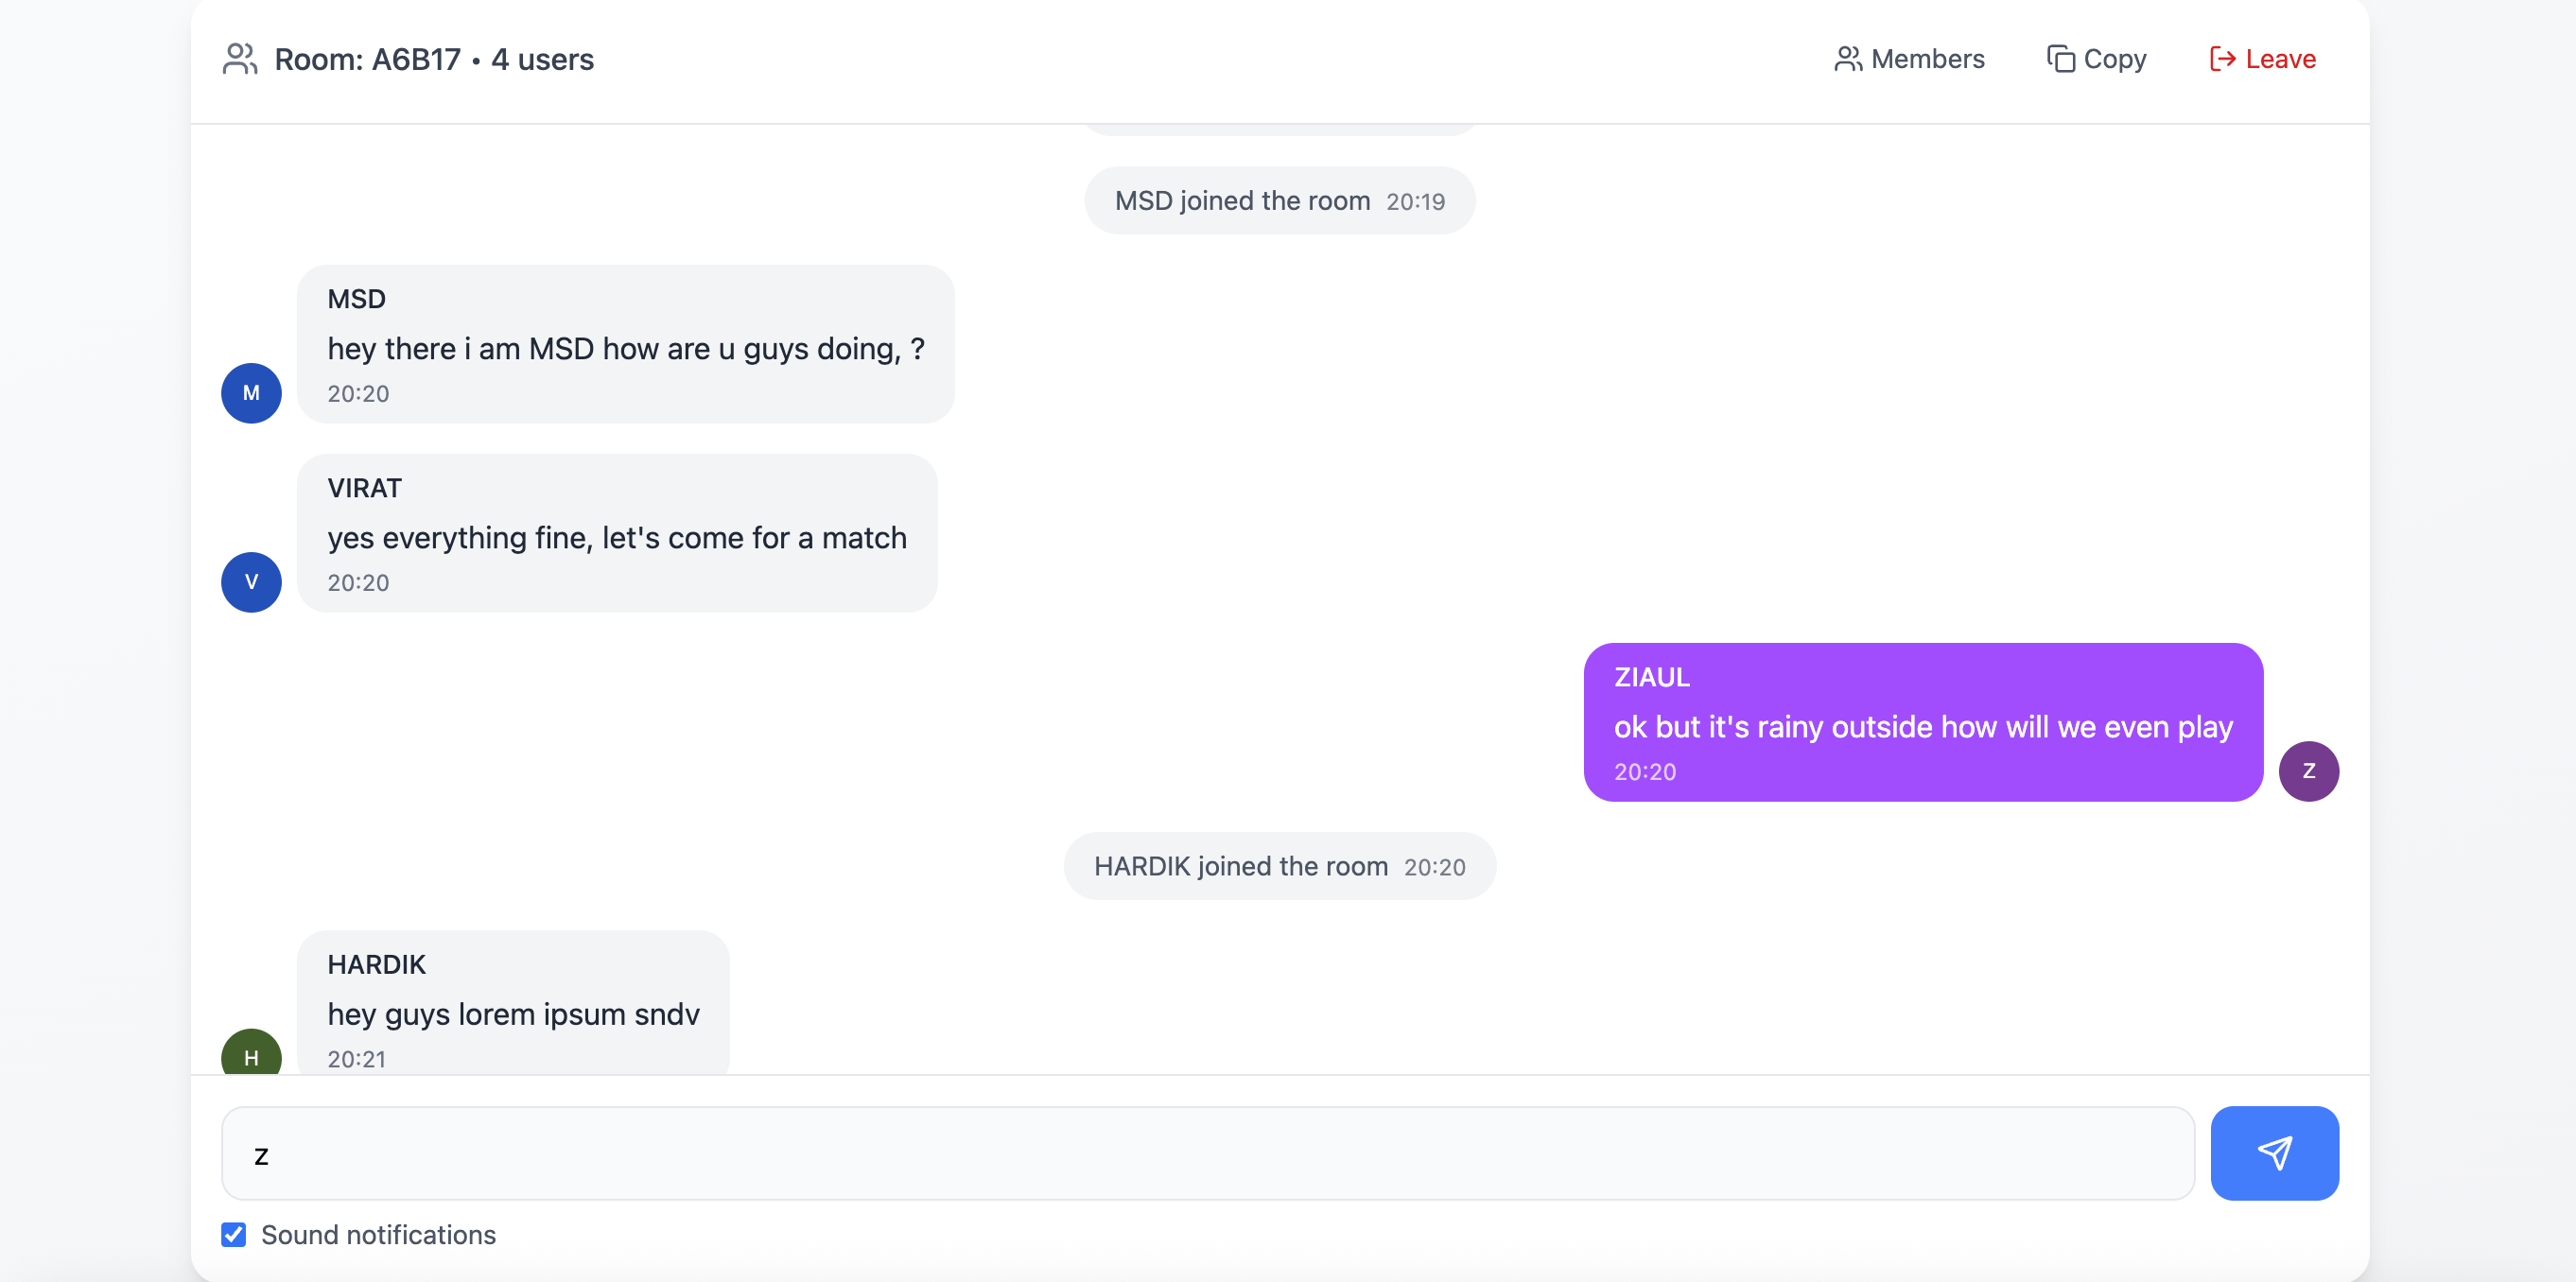 Room: A6B17 • 4 users
Members
Copy
Leave
MSD joined the room 20:19
MSD
hey there i am MSD how are u guys doing, ?
20:20
M
VIRAT
yes everything fine, let's come for a match
20:20
V
ZIAUL
ok but it's rainy outside how will we even play
20:20
Z
HARDIK joined the room 20:20
HARDIK
hey guys lorem ipsum sndv
20:21
H
z
Sound notifications